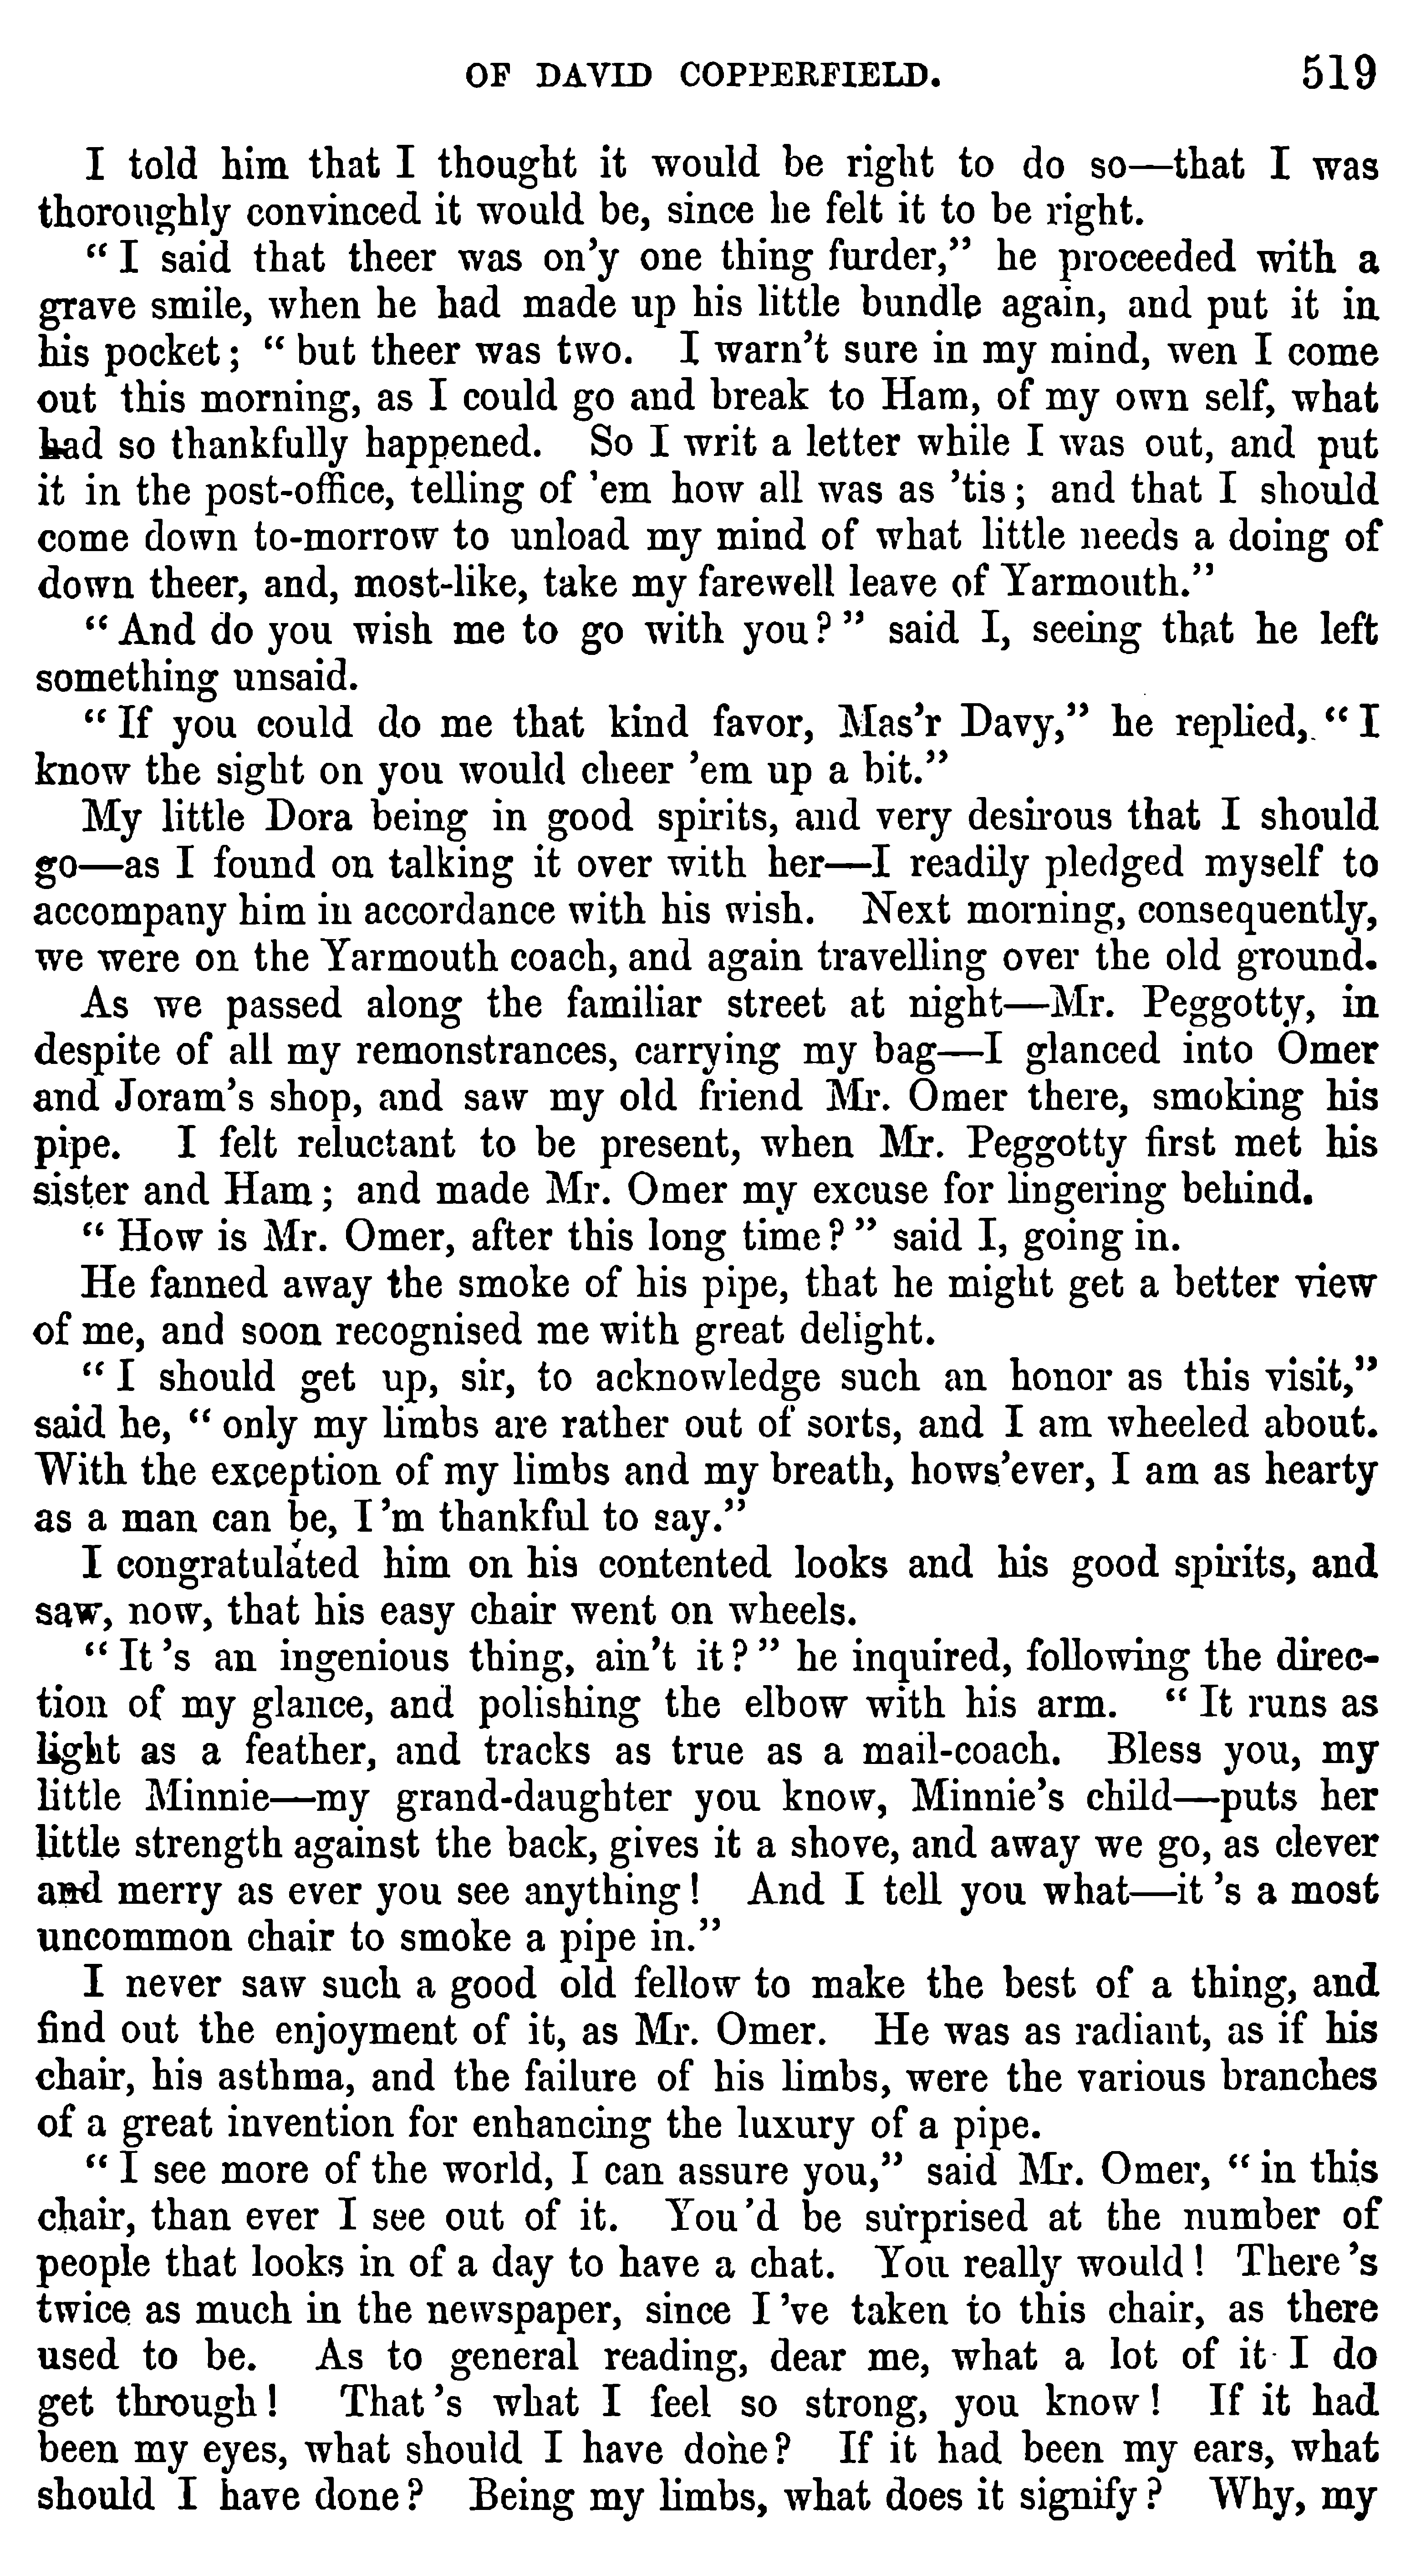 OF DAVID COPPERFIELD. 519
I told him that I thought it would be right to do so—that I was
thoroughly convinced it would be, since he felt it to be right.
“I said that theer was on’y one thing furder,” he proceeded with a
grave smile, when he had made up his little bundle again, and put it in
his pocket; “but theer was two. I warn’t sure in my mind, wen I come
out this morning, as I could go and break to Ham, of my own self, what
had so thankfully happened. So I writ a letter while I was out, and put
it in the post-office, telling of ’em how all was as ’tis; and that I should
come down to-morrow to unload my mind of what little needs a doing of
down theer, and, most-like, take my farewell leave of Yarmouth.”
“And do you wish me to go with you?” said I, seeing that he left
something unsaid.
“If you could do me that kind favor, Mas’r Davy,” he replied, “I
know the sight on you would cheer ’em up a bit.”
My little Dora being in good spirits, and very desirous that I should
go—as I found on talking it over with her—I readily pledged myself to
accompany him in accordance with his wish. Next morning, consequently,
we were on the Yarmouth coach, and again travelling over the old ground.
As we passed along the familiar street at night—Mr. Peggotty, in
despite of all my remonstrances, carrying my bag—I glanced into Omer
and Joram’s shop, and saw my old friend Mr. Omer there, smoking his
pipe. I felt reluctant to be present, when Mr. Peggotty first met his
sister and Ham; and made Mr. Omer my excuse for lingering behind.
“How is Mr. Omer, after this long time?” said I, going in.
He fanned away the smoke of his pipe, that he might get a better view
of me, and soon recognised me with great delight.
“I should get up, sir, to acknowledge such an honor as this visit,”
said he, “only my limbs are rather out of sorts, and I am wheeled about.
With the exception of my limbs and my breath, hows’ever, I am as hearty
as a man can be, I’m thankful to say.”
I congratulated him on his contented looks and his good spirits, and
saw, now, that his easy chair went on wheels.
“It’s an ingenious thing, ain’t it?” he inquired, following the direc-
tion of my glance, and polishing the elbow with his arm. “It runs as
light as a feather, and tracks as true as a mail-coach. Bless you, my
little Minnie—my grand-daughter you know, Minnie’s child—puts her
little strength against the back, gives it a shove, and away we go, as clever
and merry as ever you see anything! And I tell you what—it’s a most
uncommon chair to smoke a pipe in.”
I never saw such a good old fellow to make the best of a thing, and
find out the enjoyment of it, as Mr. Omer. He was as radiant, as if his
chair, his asthma, and the failure of his limbs, were the various branches
of a great invention for enhancing the luxury of a pipe.
“I see more of the world, I can assure you,” said Mr. Omer, “in this
chair, than ever I see out of it. You’d be surprised at the number of
people that looks in of a day to have a chat. You really would! There’s
twice as much in the newspaper, since I’ve taken to this chair, as there
used to be. As to general reading, dear me, what a lot of it I do
get through! That’s what I feel so strong, you know! If it had
been my eyes, what should I have done? If it had been my ears, what
should I have done? Being my limbs, what does it signify? Why, my